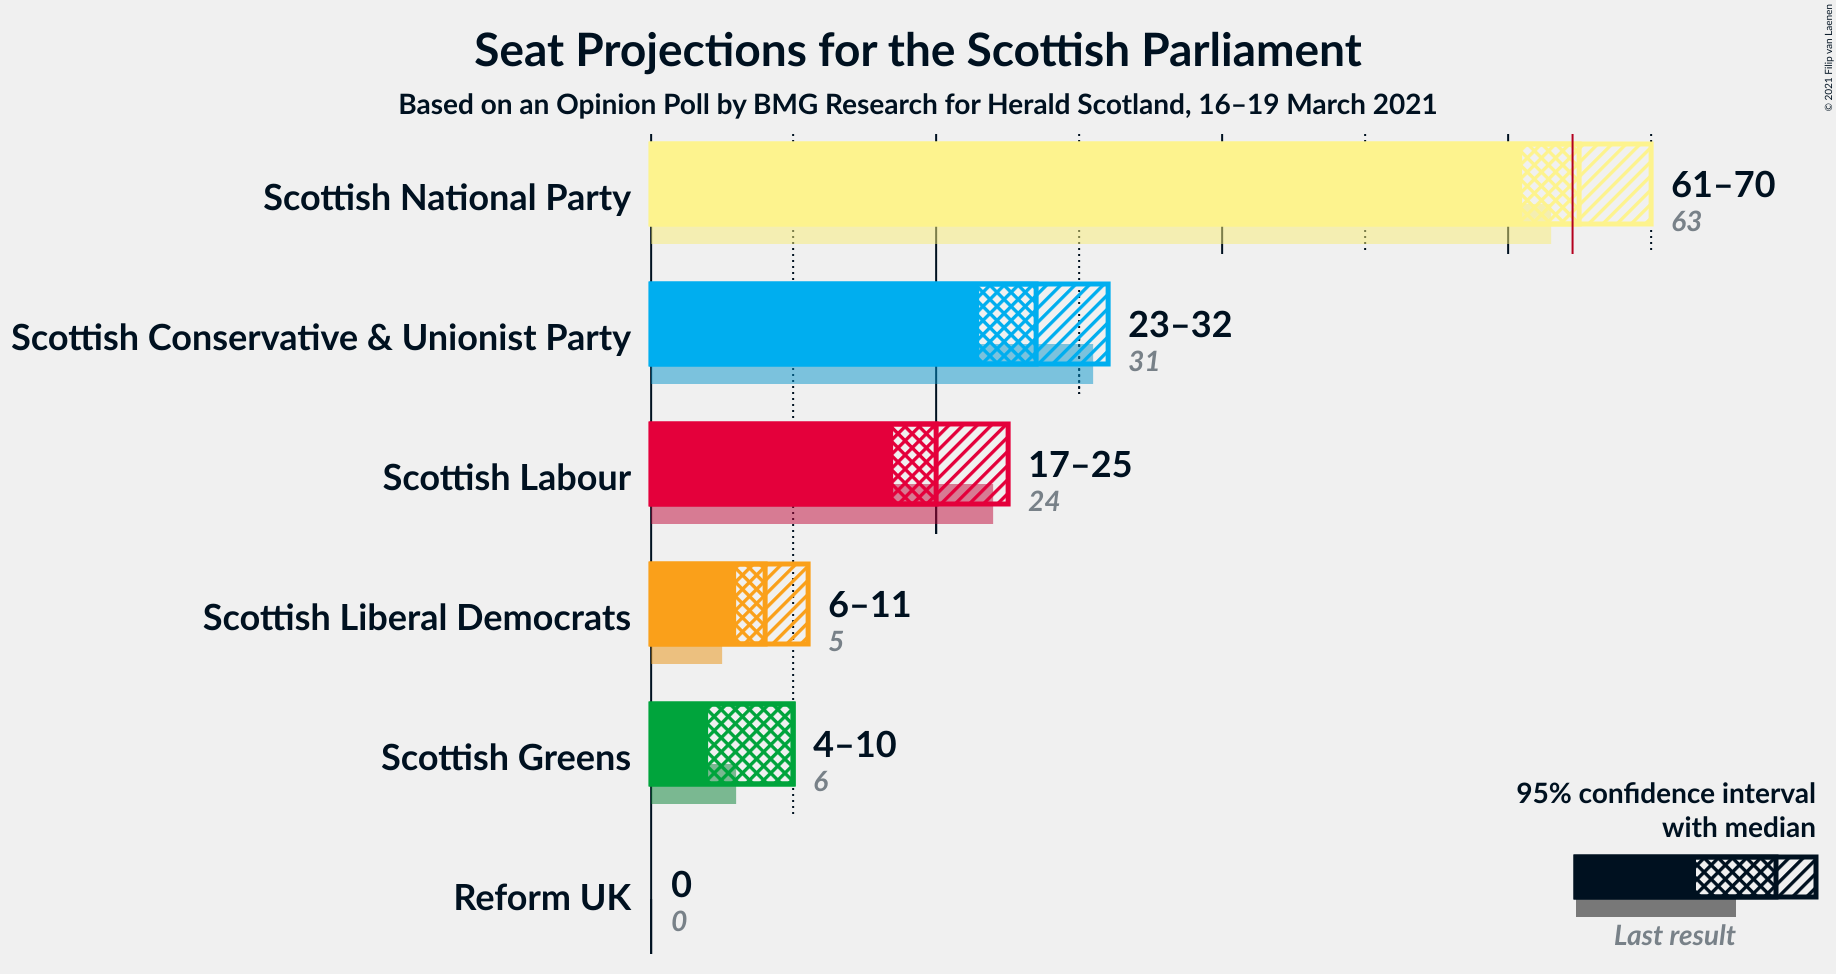 Seat Projections for the Scottish Parliament
Based on an Opinion Poll by BMG Research for Herald Scotland, 16–19 March 2021
© 2021 Filip van Laenen
Scottish National Party
61–70
63
Scottish Conservative & Unionist Party
23–32
31
Scottish Labour
17–25
24
Scottish Liberal Democrats
6–11
5
Scottish Greens
4–10
6
Reform UK
0
0
95% confidence interval
with median
Last result